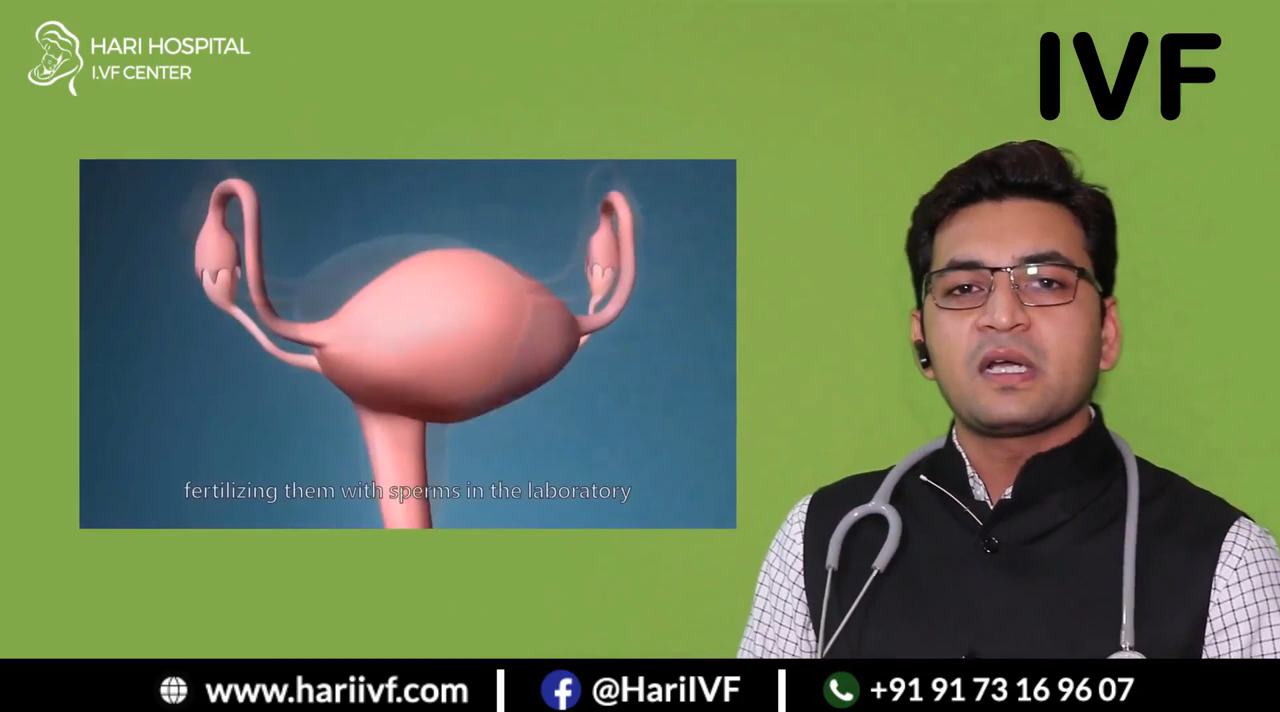 HARI HOSPITAL
I.VF CENTER
IVF
fertilizing them with sperms in the laboratory
www.hariivf.com
@HariIVF
+91 91 73 16 96 07